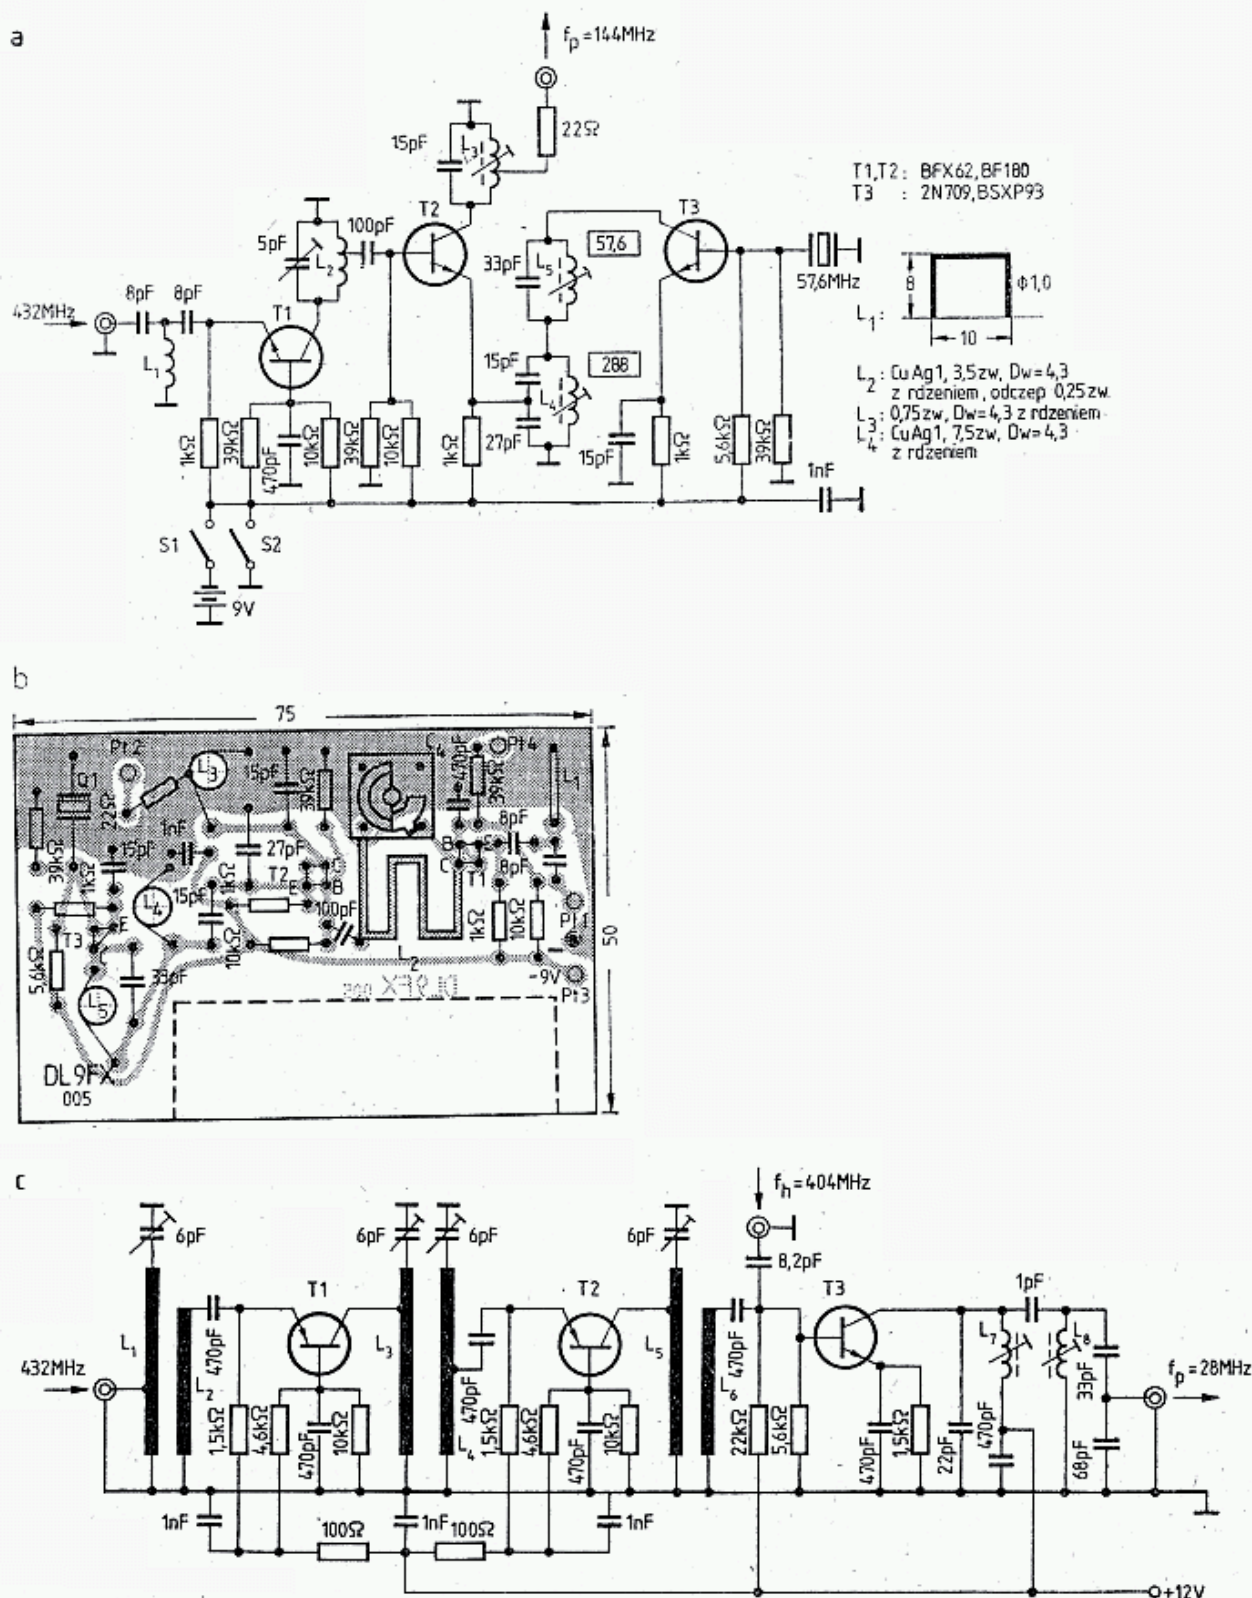 a
f_p=144MHz
22Ω
15pF
L3
T1,T2: BFX62,BF180
T3 : 2N709,BSXP93
T2
T3
100pF
5pF
L2
57,6
33pF
L5
57,6MHz
8
Φ1,0
10
L1:
432MHz
8pF
8pF
T1
L1
15pF
288
L4
27pF
L2: CuAg1, 3,5zw, Dw=4,3
z rdzeniem, odczep 0,25zw.
L3: 0,75zw, Dw=4,3 z rdzeniem
L4: CuAg1, 7,5zw, Dw=4,3
z rdzeniem
1kΩ
39kΩ
470pF
10kΩ
39kΩ
10kΩ
1kΩ
15pF
1kΩ
5,6kΩ
39kΩ
1nF
S1
S2
9V
b
75
Pt2
Q1
L3
22Ω
15pF
39kΩ
C4
470pF
39kΩ
Pt4
L1
1nF
8pF
39kΩ
1kΩ
15pF
27pF
B
E
C
T1
8pF
T2
C
E
B
1kΩ
15pF
L4
100pF
1kΩ
10kΩ
Pt1
50
T3
E
C
10kΩ
L2
-
-9V
Pt3
5,6kΩ
33pF
L5
DL9FX 005
DL9FX
005
c
f_h=404MHz
6pF
6pF
6pF
6pF
8,2pF
T1
T2
T3
1pF
L1
L3
L5
L7
L8
432MHz
470pF
L2
470pF
L4
470pF
L6
33pF
f_p=28MHz
1,5kΩ
4,6kΩ
470pF
10kΩ
1,5kΩ
4,6kΩ
470pF
10kΩ
22kΩ
5,6kΩ
470pF
1,5kΩ
22pF
470pF
68pF
1nF
100Ω
1nF
100Ω
1nF
+12V